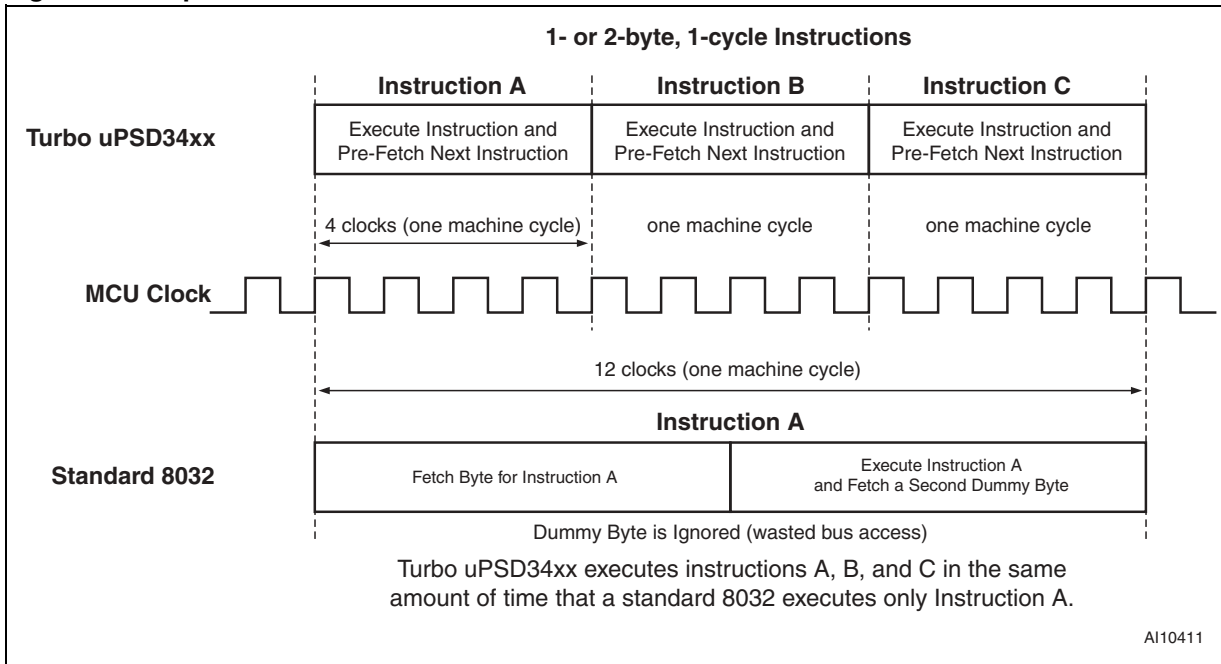 1- or 2-byte, 1-cycle Instructions
Instruction A
Instruction B
Instruction C
Turbo uPSD34xx
Execute Instruction and
Pre-Fetch Next Instruction
Execute Instruction and
Pre-Fetch Next Instruction
Execute Instruction and
Pre-Fetch Next Instruction
4 clocks (one machine cycle)
one machine cycle
one machine cycle
MCU Clock
12 clocks (one machine cycle)
Instruction A
Standard 8032
Fetch Byte for Instruction A
Execute Instruction A
and Fetch a Second Dummy Byte
Dummy Byte is Ignored (wasted bus access)
Turbo uPSD34xx executes instructions A, B, and C in the same
amount of time that a standard 8032 executes only Instruction A.
AI10411